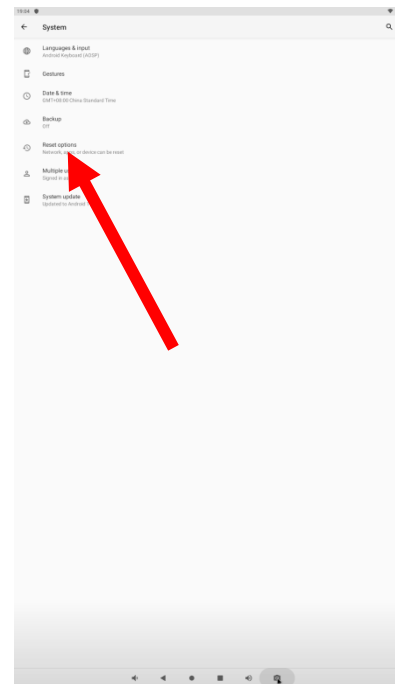 19:04
System
Languages & input
Android Keyboard (AOSP)
Gestures
Date & time
GMT+08:00 China Standard Time
Backup
Off
Reset options
Network, apps, or device can be reset
Multiple
Signed in
System update
Updated to Android